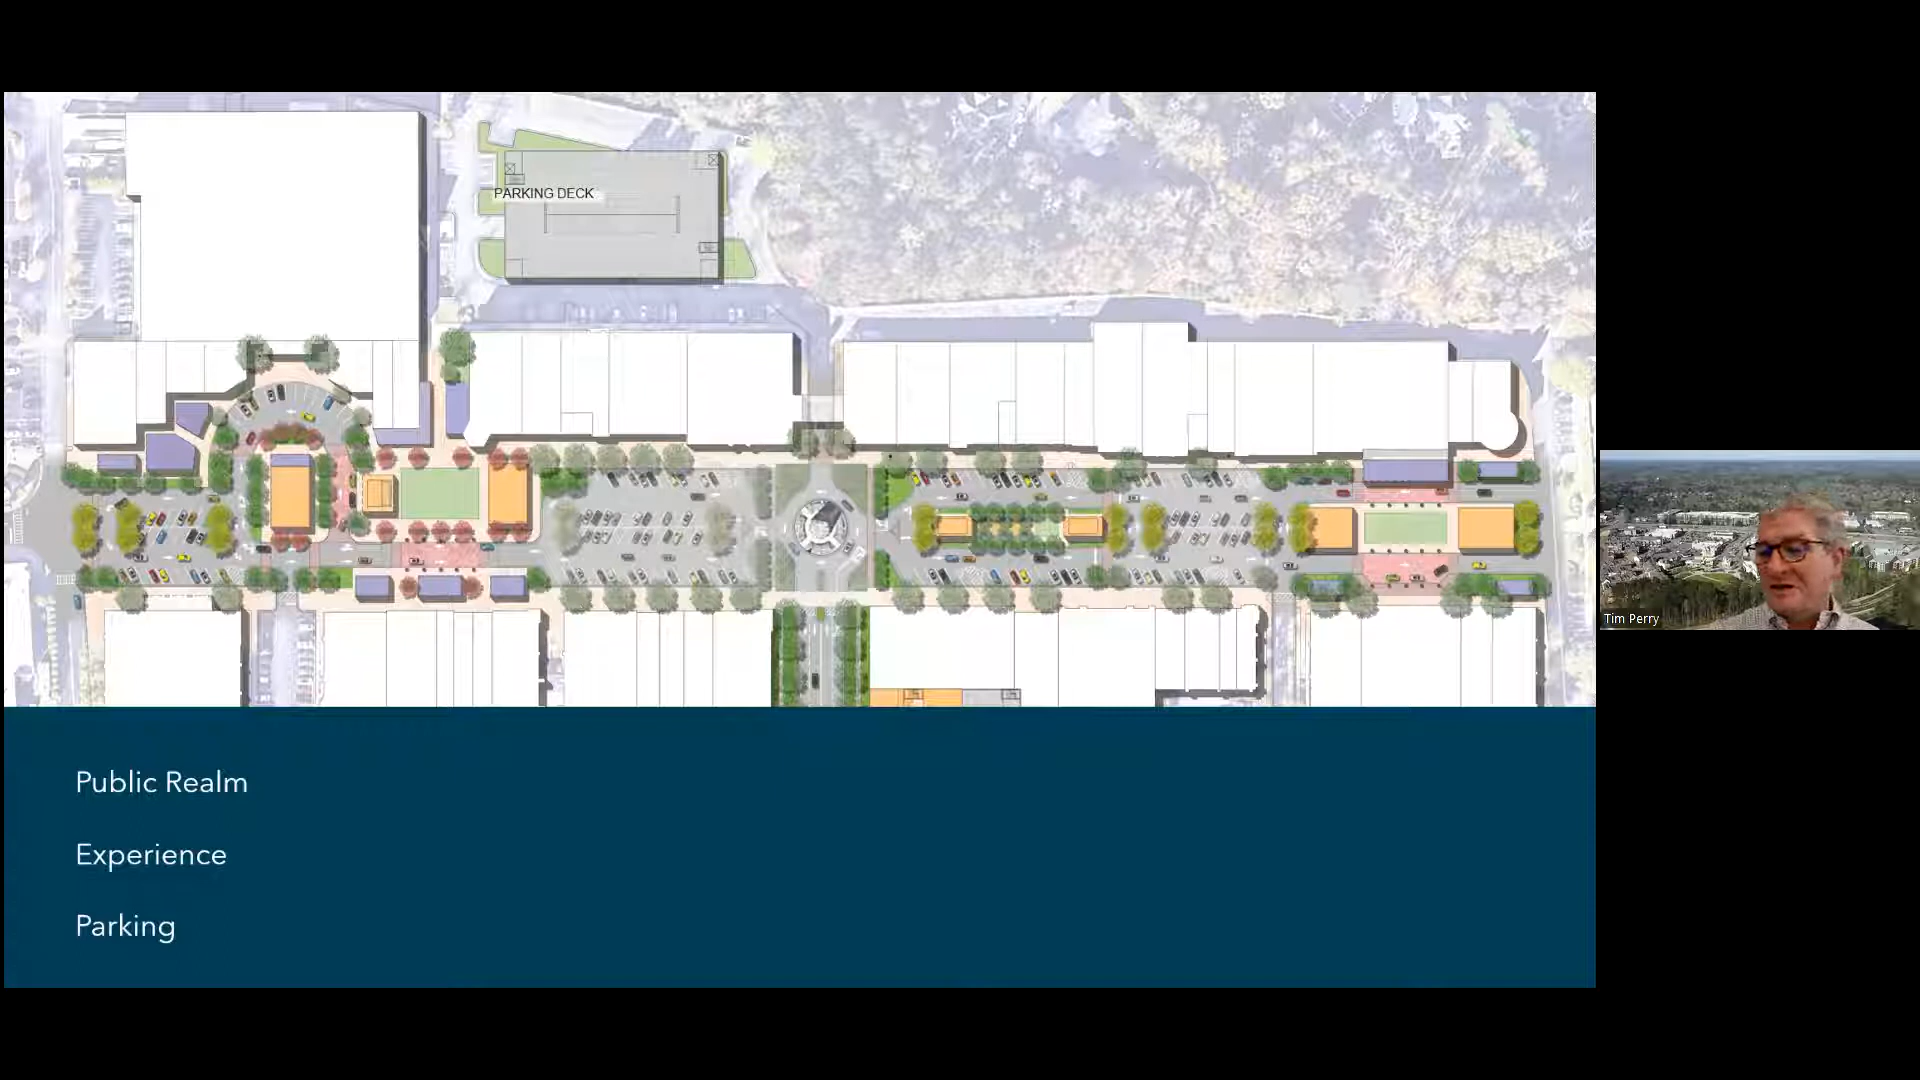 PARKING DECK
Tim Perry
Public Realm
Experience
Parking